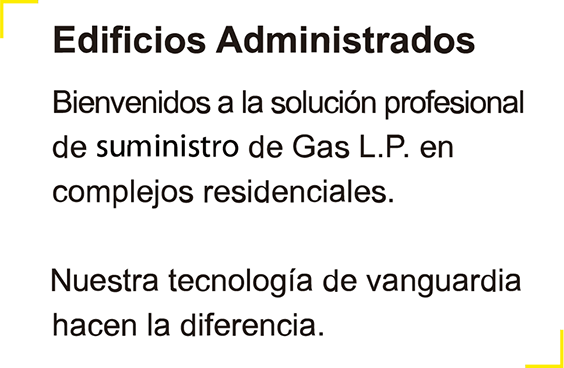 Edificios Administrados
Bienvenidos a la solución profesional
de suministro de Gas L.P. en
complejos residenciales.
Nuestra tecnología de vanguardia
hacen la diferencia.